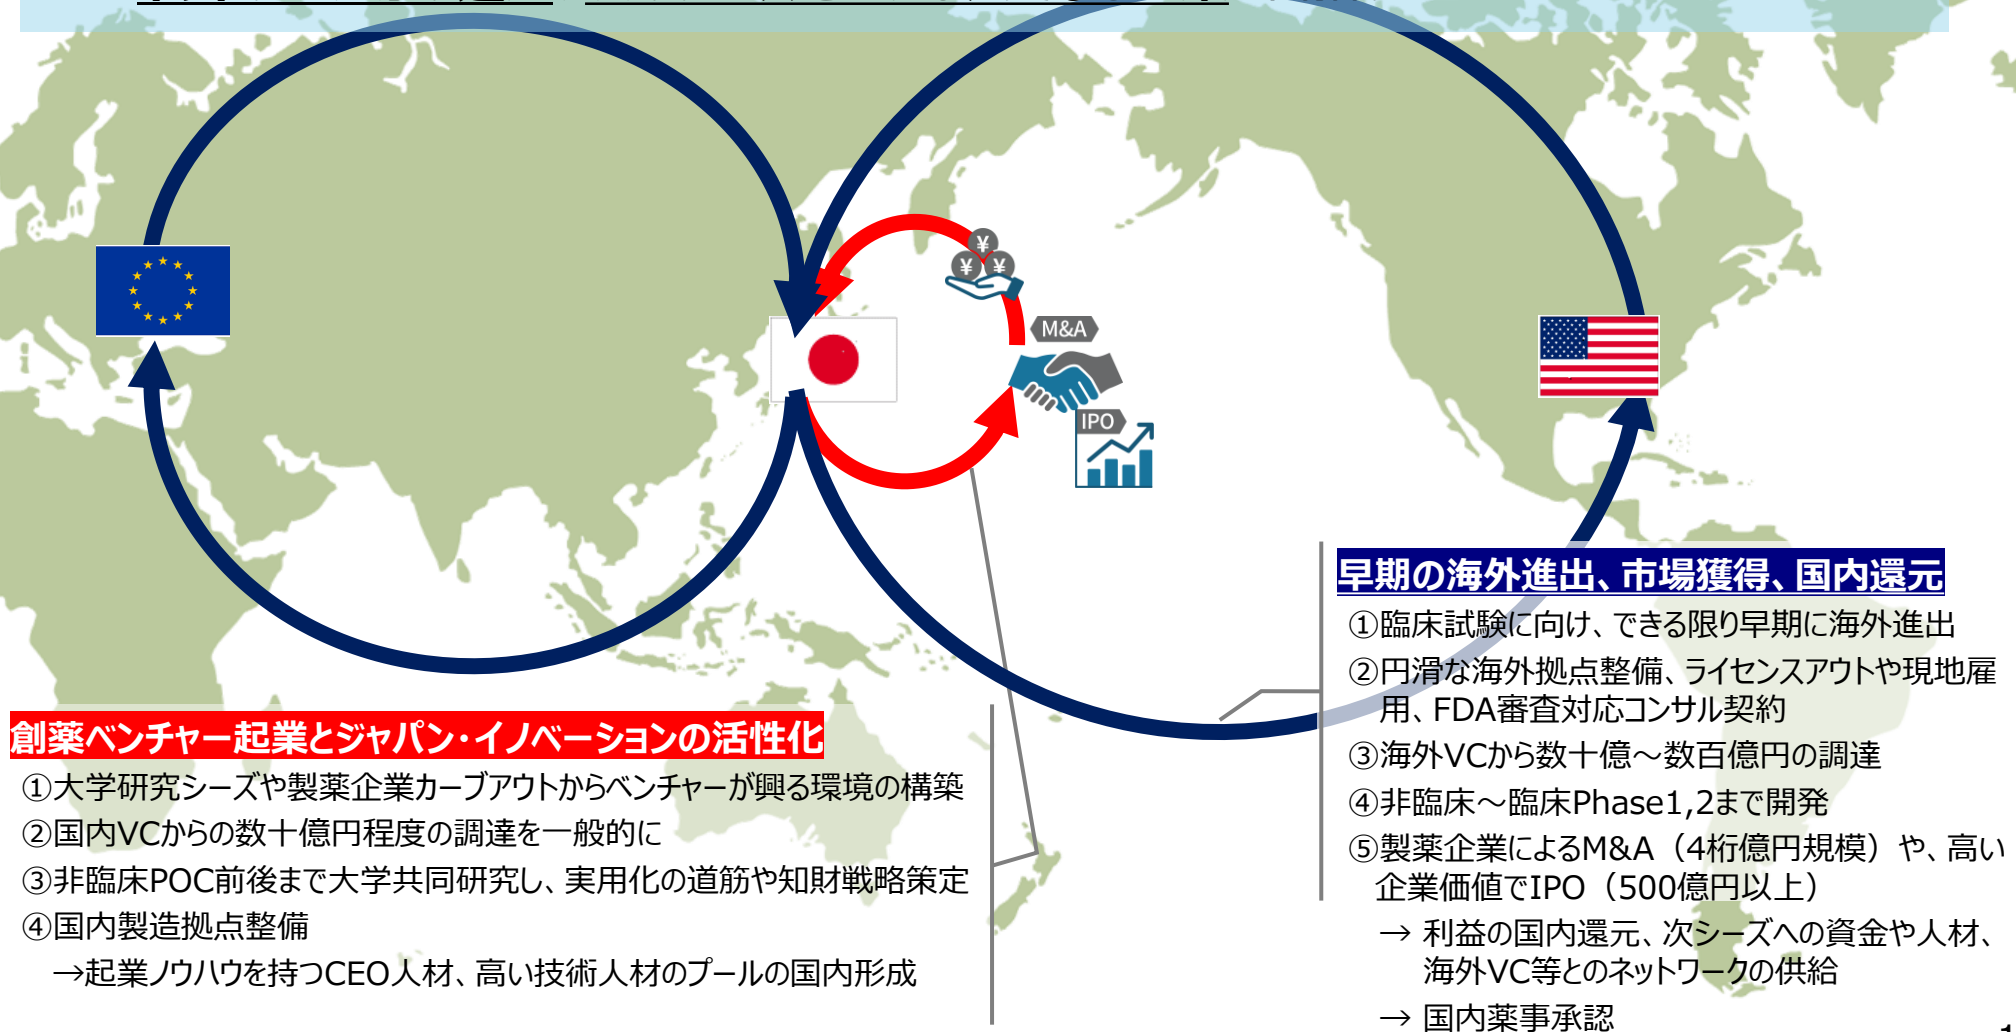 ¥
¥ ¥
M&A
IPO
早期の海外進出、市場獲得、国内還元
①臨床試験に向け、できる限り早期に海外進出
②円滑な海外拠点整備、ライセンスアウトや現地雇
用、FDA審査対応コンサル契約
③海外VCから数十億～数百億円の調達
④非臨床～臨床Phase1,2まで開発
⑤製薬企業によるM&A（4桁億円規模）や、高い
企業価値でIPO（500億円以上）
→ 利益の国内還元、次シーズへの資金や人材、
海外VC等とのネットワークの供給
→ 国内薬事承認
創薬ベンチャー起業とジャパン・イノベーションの活性化
①大学研究シーズや製薬企業カーブアウトからベンチャーが興る環境の構築
②国内VCからの数十億円程度の調達を一般的に
③非臨床POC前後まで大学共同研究し、実用化の道筋や知財戦略策定
④国内製造拠点整備
→起業ノウハウを持つCEO人材、高い技術人材のプールの国内形成